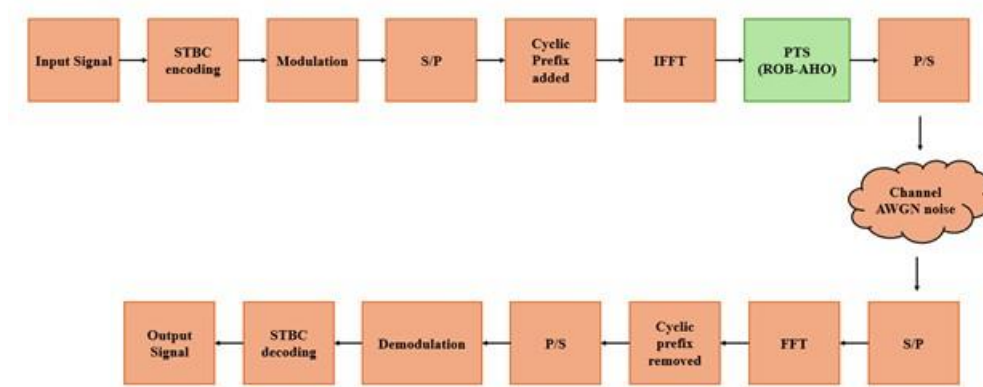 Input Signal
STBC
encoding
Modulation
S/P
Cyclic
Prefix
added
IFFT
PTS
(ROB-AHO)
P/S
Channel
AWGN noise
S/P
FFT
Cyclic
prefix
removed
P/S
Demodulation
STBC
decoding
Output
Signal